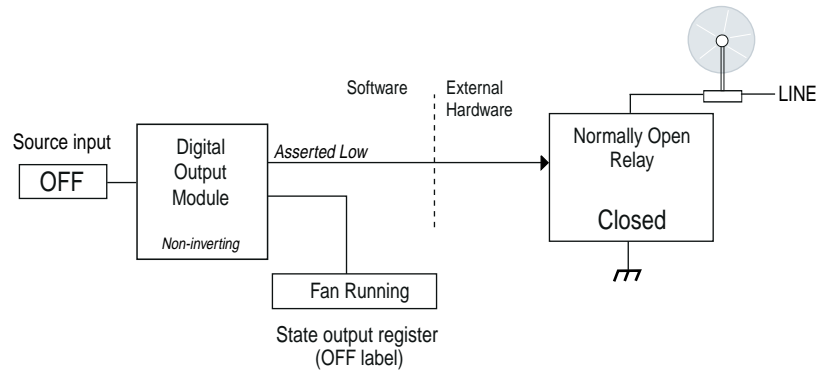 Software
External
Hardware
LINE
Source input
OFF
Digital
Output
Module
Non-inverting
Asserted Low
Normally Open
Relay
Closed
Fan Running
State output register
(OFF label)